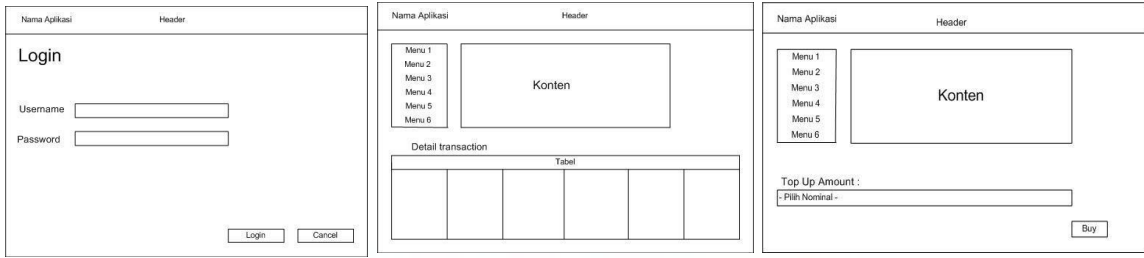 Nama Aplikasi Header
Login
Username
Password
Login Cancel
Nama Aplikasi Header
Menu 1
Menu 2
Menu 3
Menu 4
Menu 5
Menu 6
Konten
Detail transaction
Tabel
Nama Aplikasi Header
Menu 1
Menu 2
Menu 3
Menu 4
Menu 5
Menu 6
Konten
Top Up Amount :
- Pilih Nominal -
Buy